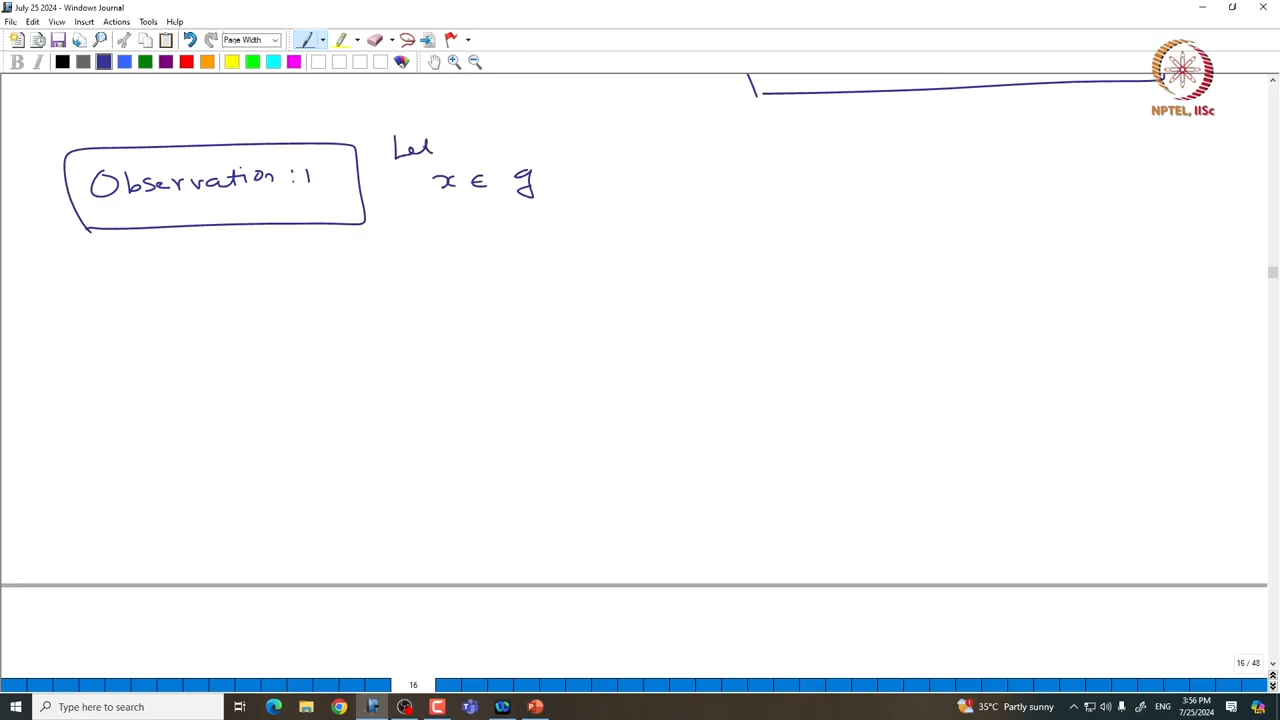 July 25 2024 - Windows Journal
File Edit View Insert Actions Tools Help
Page Width
B I
NPTEL, IISc
Let
Observation : 1
x ∈ g
16 / 48
16
Type here to search
35°C Partly sunny
ENG
3:56 PM
7/25/2024